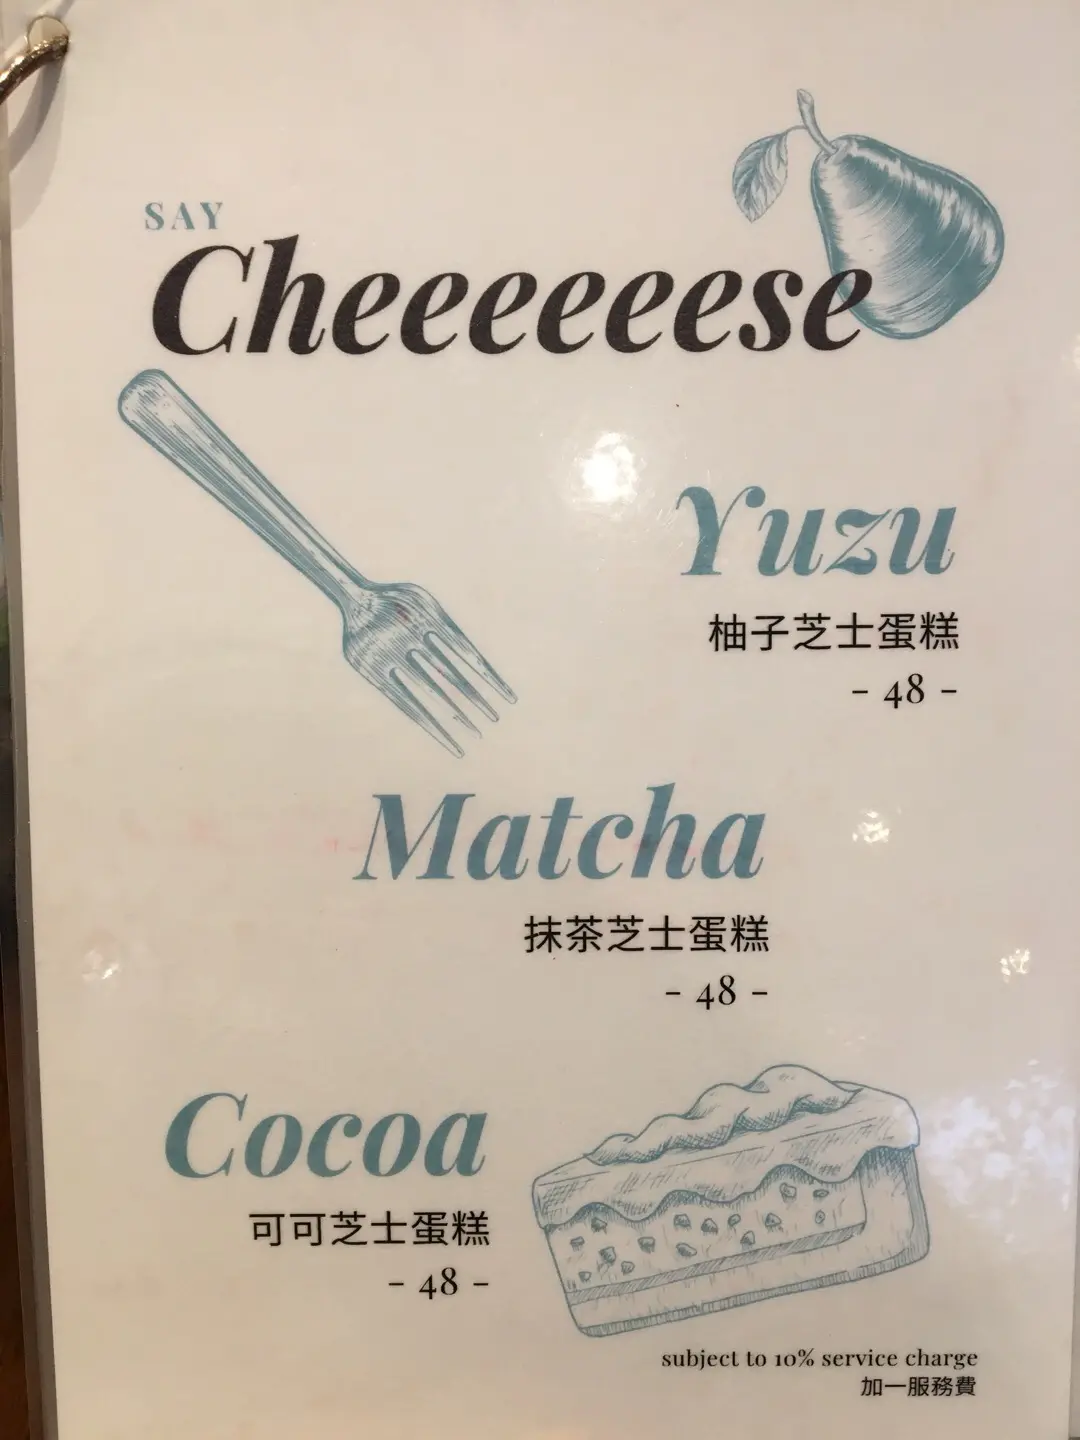 SAY
Cheeeeeese
Yuzu
柚子芝士蛋糕
- 48 -
Matcha
抹茶芝士蛋糕
- 48 -
Cocoa
可可芝士蛋糕
- 48 -
subject to 10% service charge
加一服務費